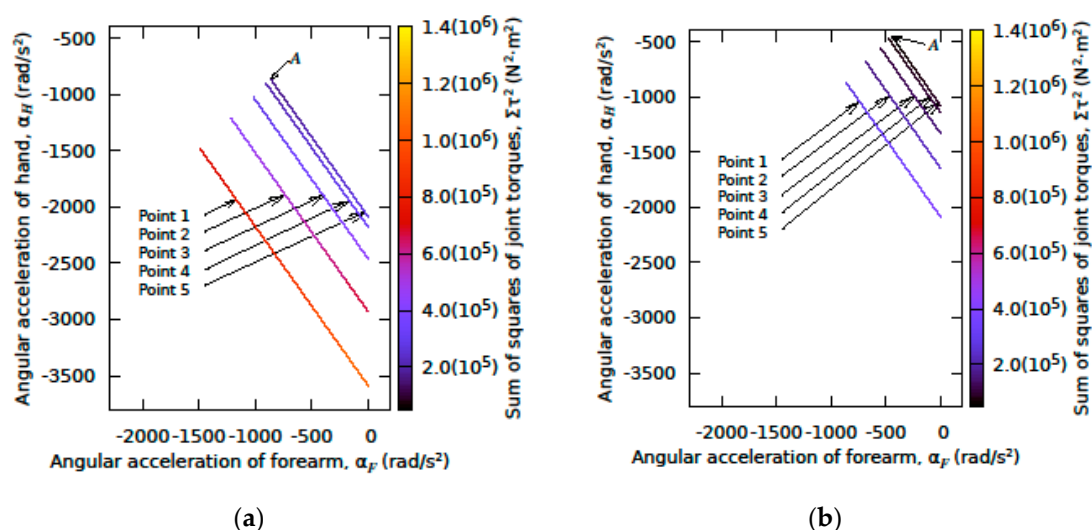 -500
-1000
-1500
-2000
-2500
-3000
-3500
Angular acceleration of hand, α_H (rad/s²)
A
Point 1
Point 2
Point 3
Point 4
Point 5
-2000 -1500 -1000 -500 0
Angular acceleration of forearm, α_F (rad/s²)
1.4(10⁶)
1.2(10⁶)
1.0(10⁶)
8.0(10⁵)
6.0(10⁵)
4.0(10⁵)
2.0(10⁵)
Sum of squares of joint torques, Στ² (N²·m²)
(a)
-500
-1000
-1500
-2000
-2500
-3000
-3500
Angular acceleration of hand, α_H (rad/s²)
A
Point 1
Point 2
Point 3
Point 4
Point 5
-2000 -1500 -1000 -500 0
Angular acceleration of forearm, α_F (rad/s²)
1.4(10⁶)
1.2(10⁶)
1.0(10⁶)
8.0(10⁵)
6.0(10⁵)
4.0(10⁵)
2.0(10⁵)
Sum of squares of joint torques, Στ² (N²·m²)
(b)